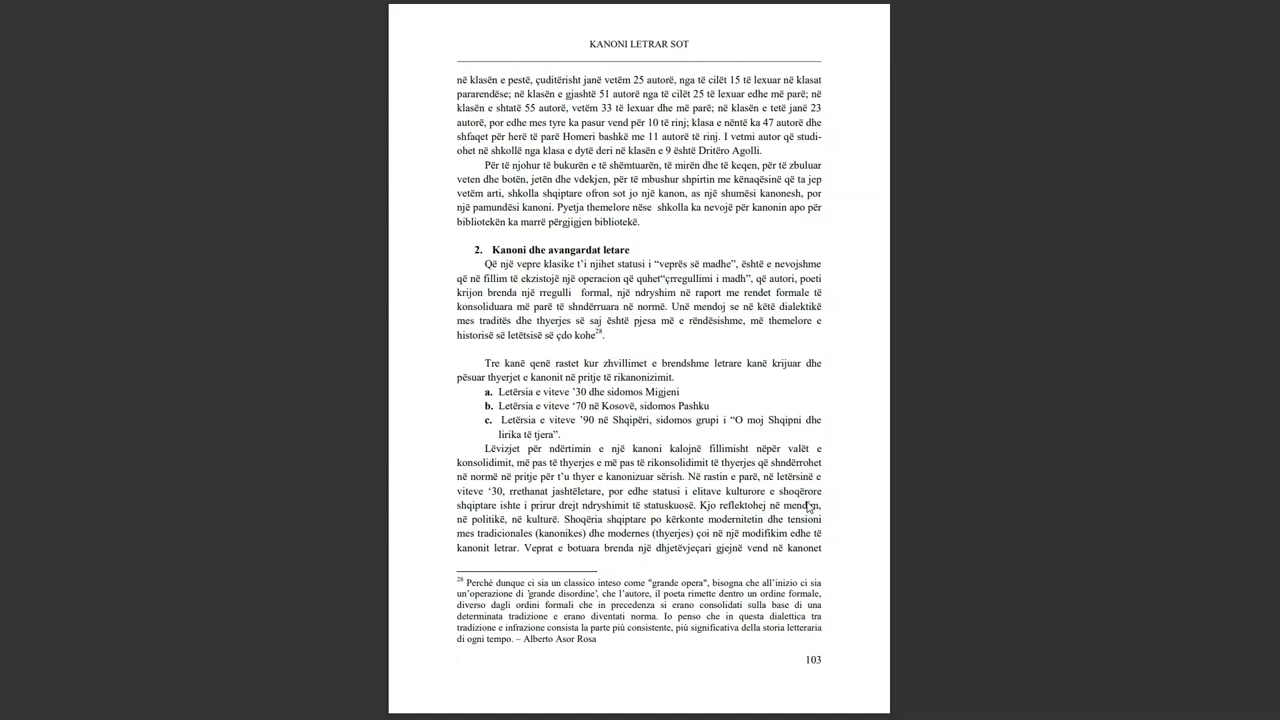 KANONI LETRAR SOT
në klasën e pestë, çuditërisht janë vetëm 25 autorë, nga të cilët 15 të lexuar në klasat
pararendëse; në klasën e gjashtë 51 autorë nga të cilët 25 të lexuar edhe më parë; në
klasën e shtatë 55 autorë, vetëm 33 të lexuar dhe më parë; në klasën e tetë janë 23
autorë, por edhe mes tyre ka pasur vend për 10 të rinj; klasa e nëntë ka 47 autorë dhe
shfaqet për herë të parë Homeri bashkë me 11 autorë të rinj. I vetmi autor që studi-
ohet në shkollë nga klasa e dytë deri në klasën e 9 është Dritëro Agolli.
Për të njohur të bukurën e të shëmtuarën, të mirën dhe të keqen, për të zbuluar
veten dhe botën, jetën dhe vdekjen, për të mbushur shpirtin me kënaqësinë që ta jep
vetëm arti, shkolla shqiptare ofron sot jo një kanon, as një shumësi kanonesh, por
një pamundësi kanoni. Pyetja themelore nëse shkolla ka nevojë për kanonin apo për
bibliotekën ka marrë përgjigjen bibliotekë.
2. Kanoni dhe avangardat letare
Që një vepre klasike t’i njihet statusi i “veprës së madhe”, është e nevojshme
që në fillim të ekzistojë një operacion që quhet“çrregullimi i madh”, që autori, poeti
krijon brenda një rregulli formal, një ndryshim në raport me rendet formale të
konsoliduara më parë të shndërruara në normë. Unë mendoj se në këtë dialektikë
mes traditës dhe thyerjes së saj është pjesa më e rëndësishme, më themelore e
historisë së letëtsisë së çdo kohe28.
Tre kanë qenë rastet kur zhvillimet e brendshme letrare kanë krijuar dhe
pësuar thyerjet e kanonit në pritje të rikanonizimit.
a. Letërsia e viteve ’30 dhe sidomos Migjeni
b. Letërsia e viteve ‘70 në Kosovë, sidomos Pashku
c. Letërsia e viteve ’90 në Shqipëri, sidomos grupi i “O moj Shqipni dhe
lirika të tjera”.
Lëvizjet për ndërtimin e një kanoni kalojnë fillimisht nëpër valët e
konsolidimit, më pas të thyerjes e më pas të rikonsolidimit të thyerjes që shndërrohet
në normë në pritje për t’u thyer e kanonizuar sërish. Në rastin e parë, në letërsinë e
viteve ‘30, rrethanat jashtëletare, por edhe statusi i elitave kulturore e shoqërore
shqiptare ishte i prirur drejt ndryshimit të statuskuosë. Kjo reflektohej në mendim,
në politikë, në kulturë. Shoqëria shqiptare po kërkonte modernitetin dhe tensioni
mes tradicionales (kanonikes) dhe modernes (thyerjes) çoi në një modifikim edhe të
kanonit letrar. Veprat e botuara brenda një dhjetëvjeçari gjejnë vend në kanonet
28 Perché dunque ci sia un classico inteso come "grande opera", bisogna che all’inizio ci sia
un’operazione di 'grande disordine', che l’autore, il poeta rimette dentro un ordine formale,
diverso dagli ordini formali che in precedenza si erano consolidati sulla base di una
determinata tradizione e erano diventati norma. Io penso che in questa dialettica tra
tradizione e infrazione consista la parte più consistente, più significativa della storia letteraria
di ogni tempo. – Alberto Asor Rosa
103